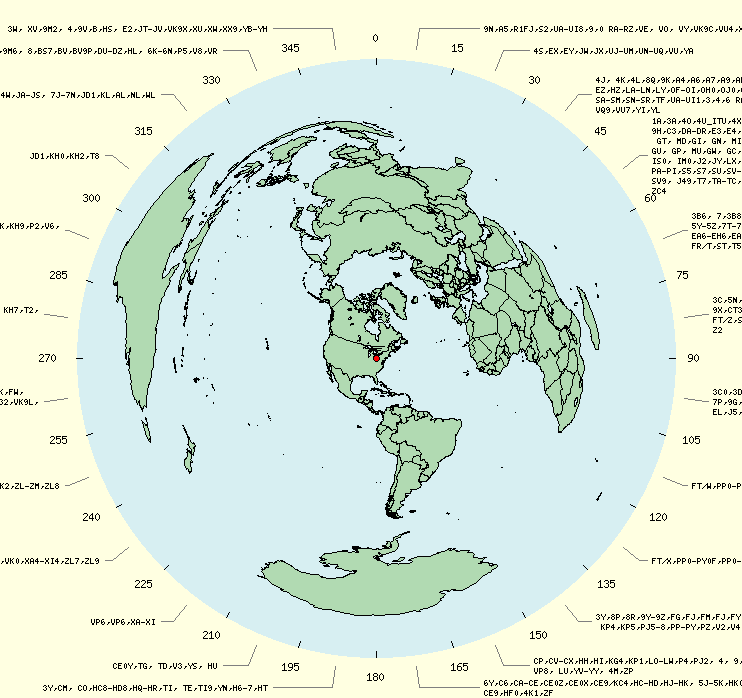 3W, XV,9M2, 4,9V,B,HS, E2,JT-JV,VK9X,XU,XW,XX9,YB-YH
9N,A5,R1FJ,S2,UA-UI8,9,0 RA-RZ,VE, VO, VY,VK9C,VU4,X
0
345
15
,9M6, 8,BS7,BV,BV9P,DU-DZ,HL, 6K-6N,P5,V8,VR
4S,EX,EY,JW,JX,UJ-UM,UN-UQ,VU,YA
330
30
4W,JA-JS, 7J-7N,JD1,KL,AL,NL,WL
4J, 4K,4L,8Q,9K,A4,A6,A7,A9,A
EZ,HZ,LA-LN,LY,OF-OI,OH0,OJ0,
SA-SM,SN-SR,TF,UA-UI1,3,4,6 R
VQ9,VU7,YI,YL
315
45
1A,3A,4O,4U_ITU,4X
9H,C3,DA-DR,E3,E4,
GT, MD,GI, GN, MI
GU, GP, MU,GW, GC,
IS0, IM0,J2,JY,LX,
PA-PI,S5,S7,SU,SV-
SV9, J49,T7,TA-TC,
ZC4
JD1,KH0,KH2,T8
300
60
K,KH9,P2,V6,
3B6, 7,3B8
5Y-5Z,7T-7
EA6-EH6,EA
FR/T,ST,T5
285
75
KH7,T2,
3C,5N,
9X,CT3
FT/Z,S
Z2
270
90
K,FW,
32,VK9L,
3C0,3D
7P,9G,
EL,J5,
255
105
K2,ZL-ZM,ZL8
FT/W,PP0-P
240
120
,VK0,XA4-XI4,ZL7,ZL9
FT/X,PP0-PY0F,PP0-
225
135
VP6,VP6,XA-XI
3Y,8P,8R,9Y-9Z,FG,FJ,FM,FJ,FY
KP4,KP5,PJ5-8,PP-PY,PZ,V2,V4
210
150
CE0Y,TG, TD,V3,YS, HU
195
165
CP,CV-CX,HH,HI,KG4,KP1,LO-LW,P4,PJ2, 4, 9,
VP8, LU,YV-YY, 4M,ZP
180
3Y,CM, CO,HC8-HD8,HQ-HR,TI, TE,TI9,YN,H6-7,HT
6Y,C6,CA-CE,CE0Z,CE0X,CE9/KC4,HC-HD,HJ-HK, 5J-5K,HK
CE9,HF0,4K1,ZF